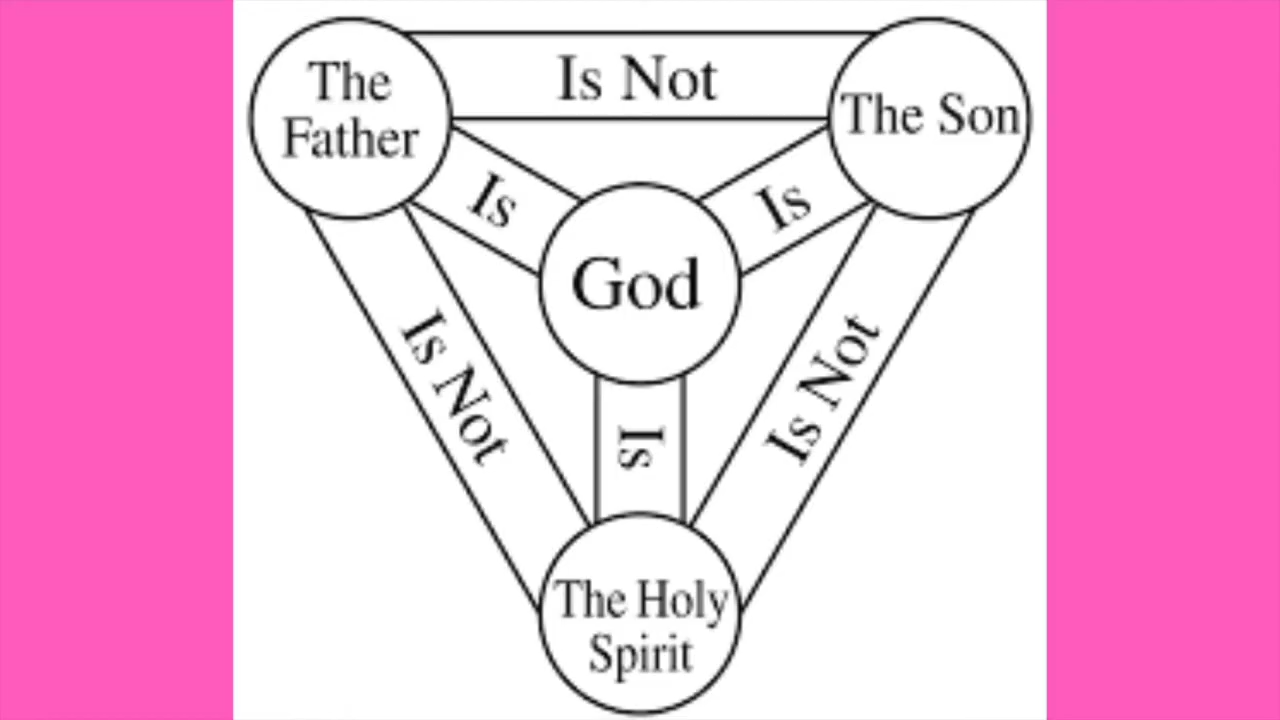 The
Father
Is Not
The Son
Is
Is
God
Is Not
Is
Is Not
The Holy
Spirit